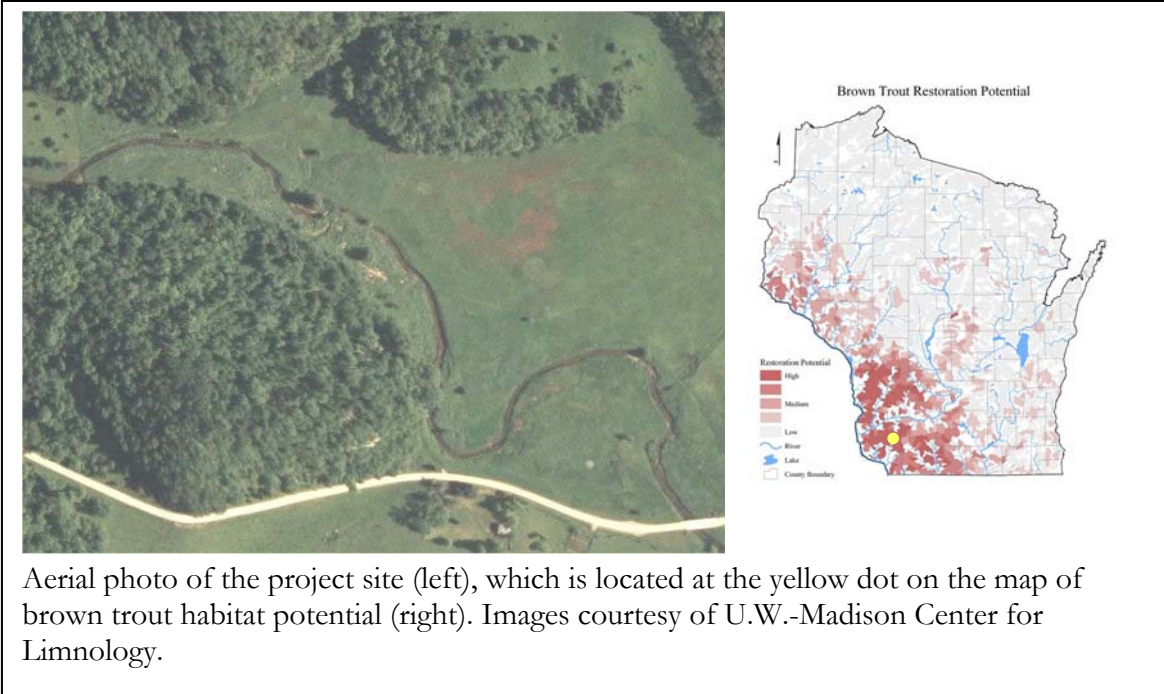 Brown Trout Restoration Potential
Restoration Potential
High
Medium
Low
River
Lake
County Boundary
Aerial photo of the project site (left), which is located at the yellow dot on the map of
brown trout habitat potential (right). Images courtesy of U.W.-Madison Center for
Limnology.